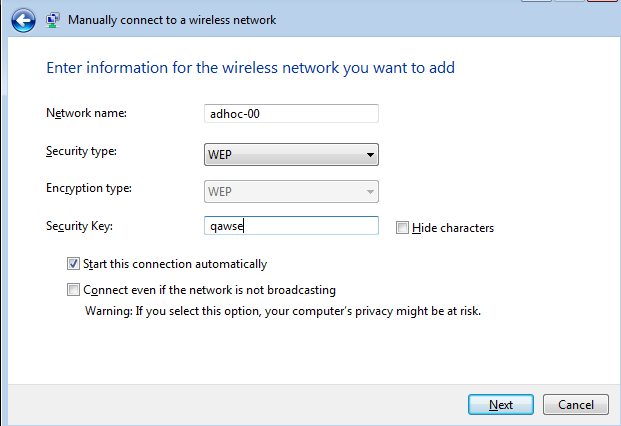 Manually connect to a wireless network
Enter information for the wireless network you want to add
Network name: adhoc-00
Security type: WEP
Encryption type: WEP
Security Key: qawse Hide characters
Start this connection automatically
Connect even if the network is not broadcasting
Warning: If you select this option, your computer's privacy might be at risk.
Next Cancel